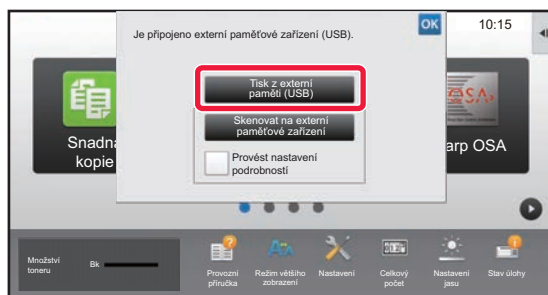 Je připojeno externí paměťové zařízení (USB).
OK
10:15
Tisk z externí
paměti (USB)
Skenovat na externí
paměťové zařízení
Provést nastavení
podrobností
Snadná
kopie
arp OSA
Množství
toneru
Bk
Provozní
příručka
Režim většího
zobrazení
Nastavení
Celkový
počet
Nastavení
jasu
Stav úlohy